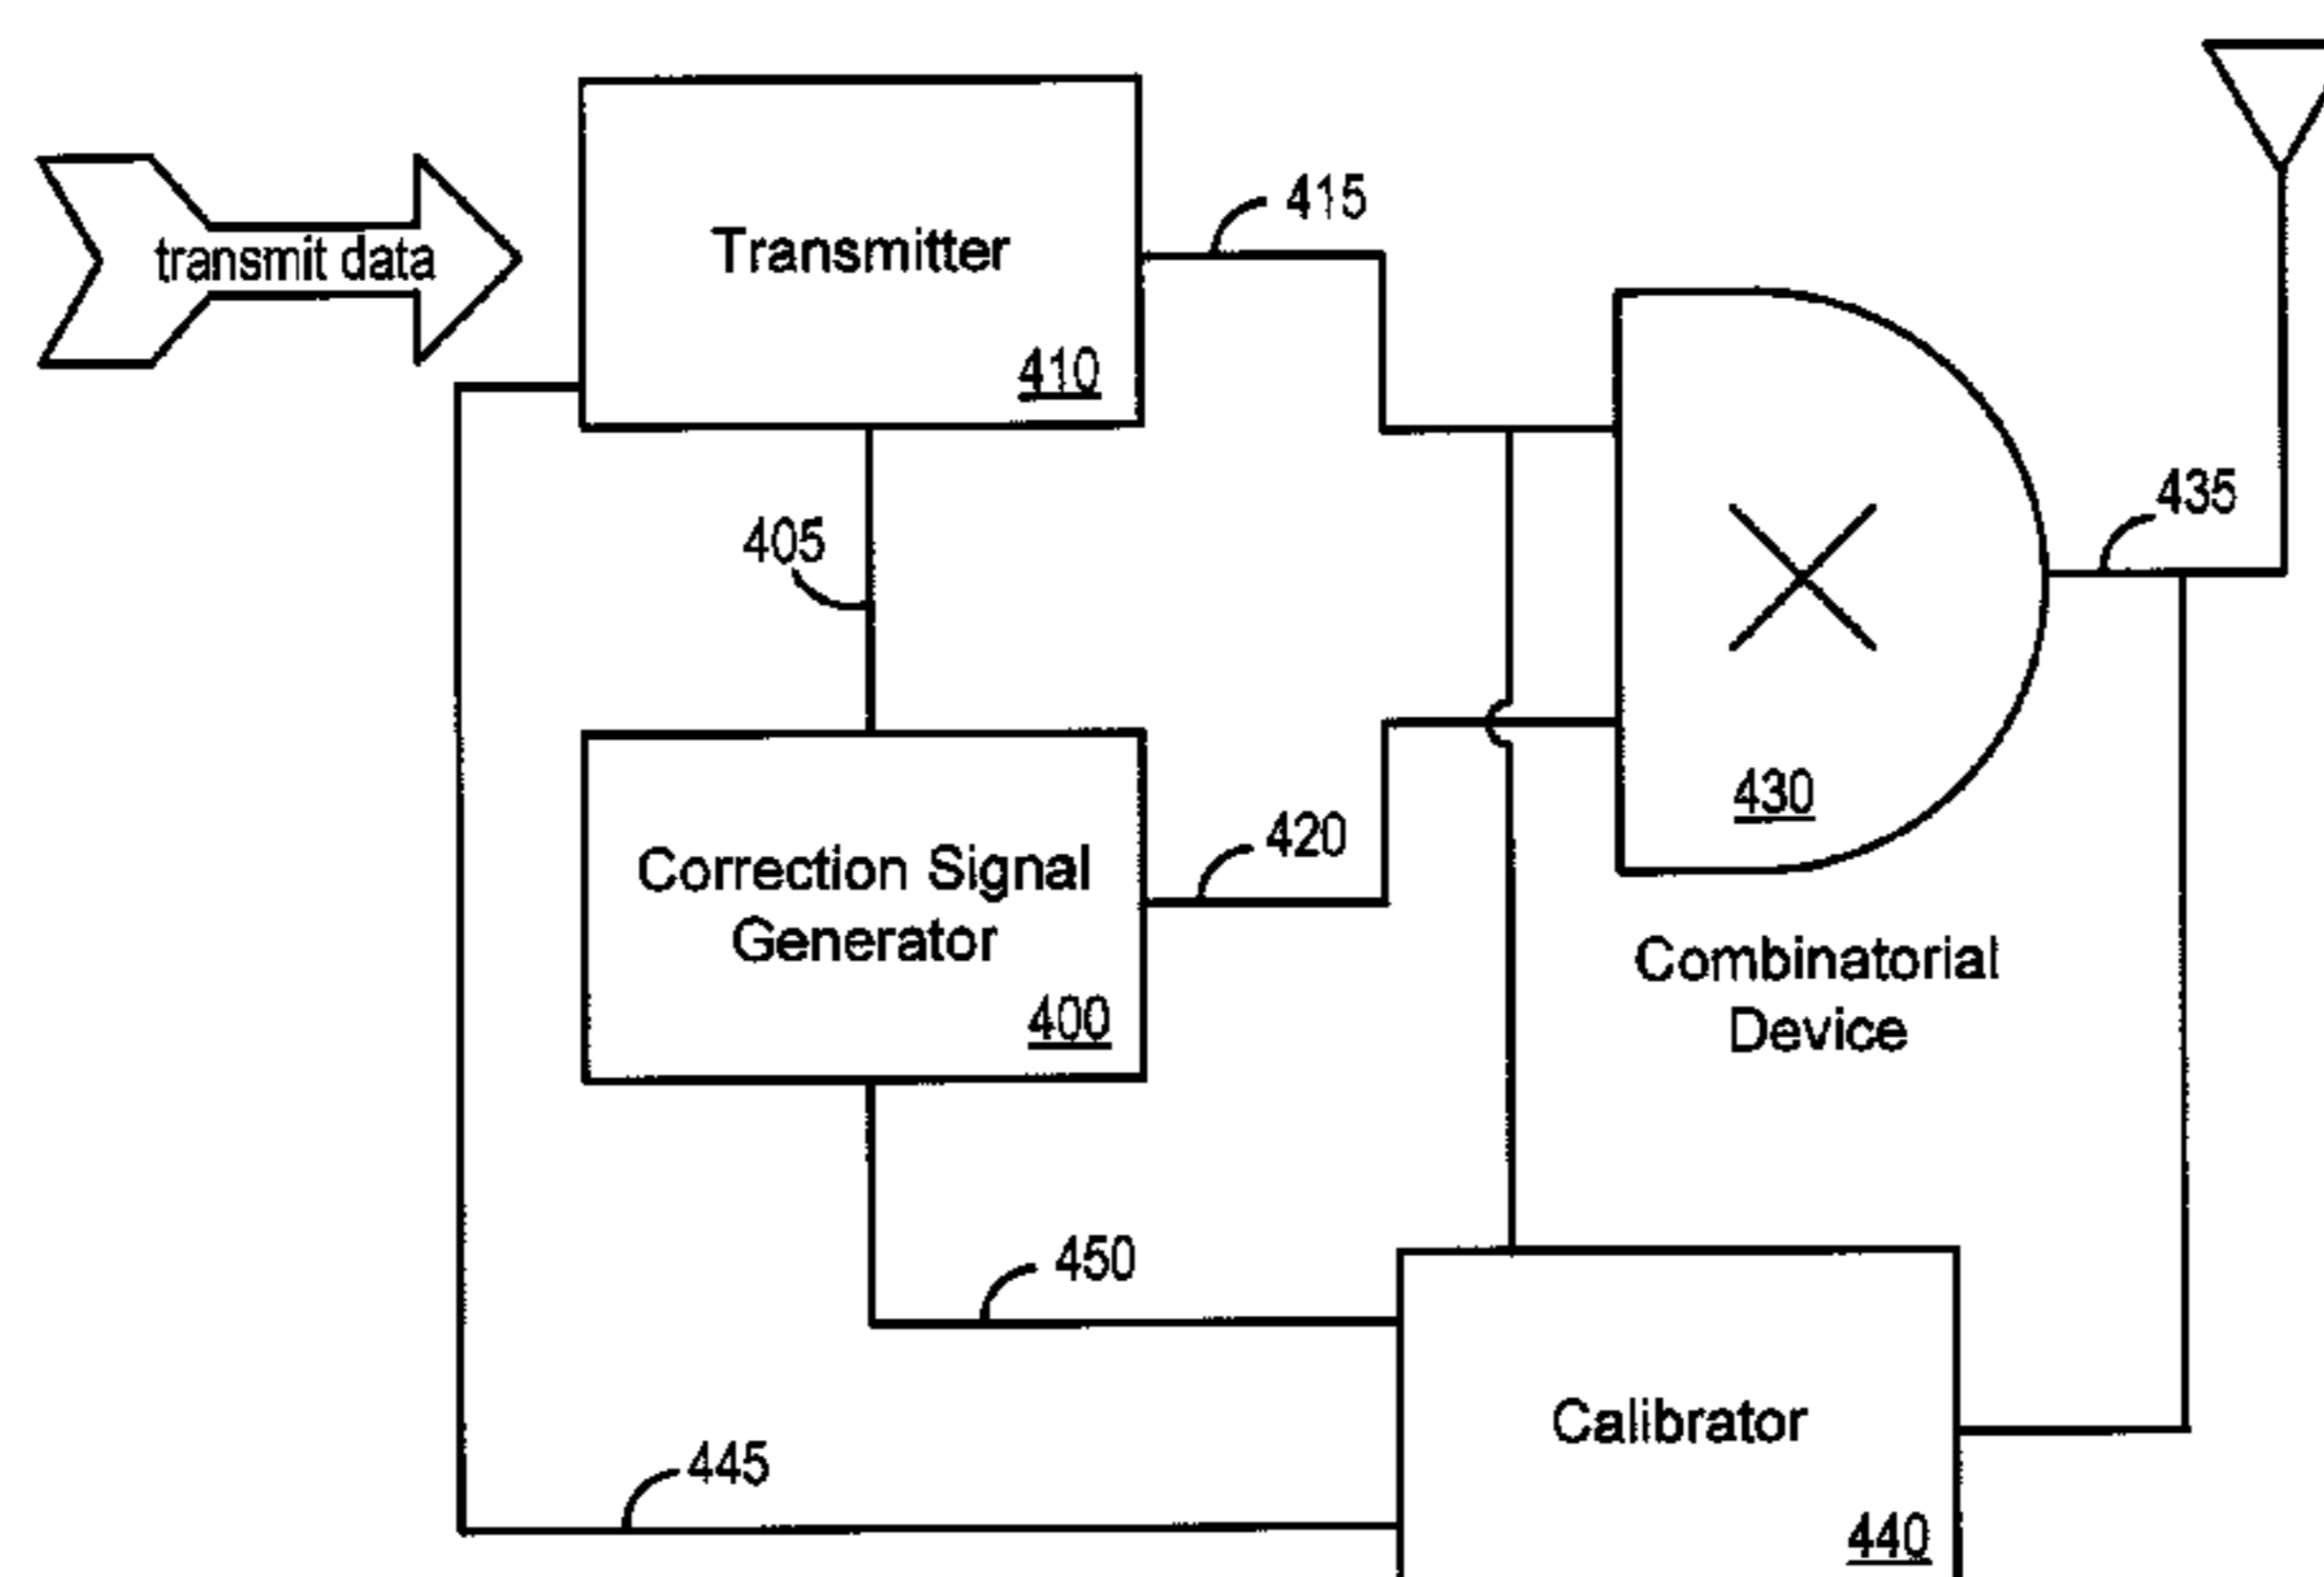 415
transmit data
Transmitter
410
435
405
430
420
Correction Signal
Generator
400
Combinatorial
Device
450
Calibrator
445
440